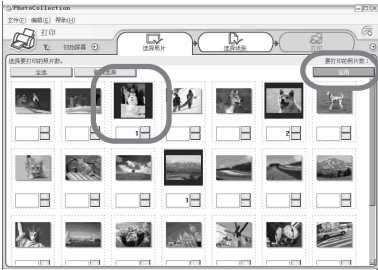 PhotoCollection
文件(F) 编辑(E) 帮助(H)
打印
初始屏幕
选择照片
选择纸张
打印
选择要打印的照片数。
要打印的照片数：
全选
应用
1
2
1